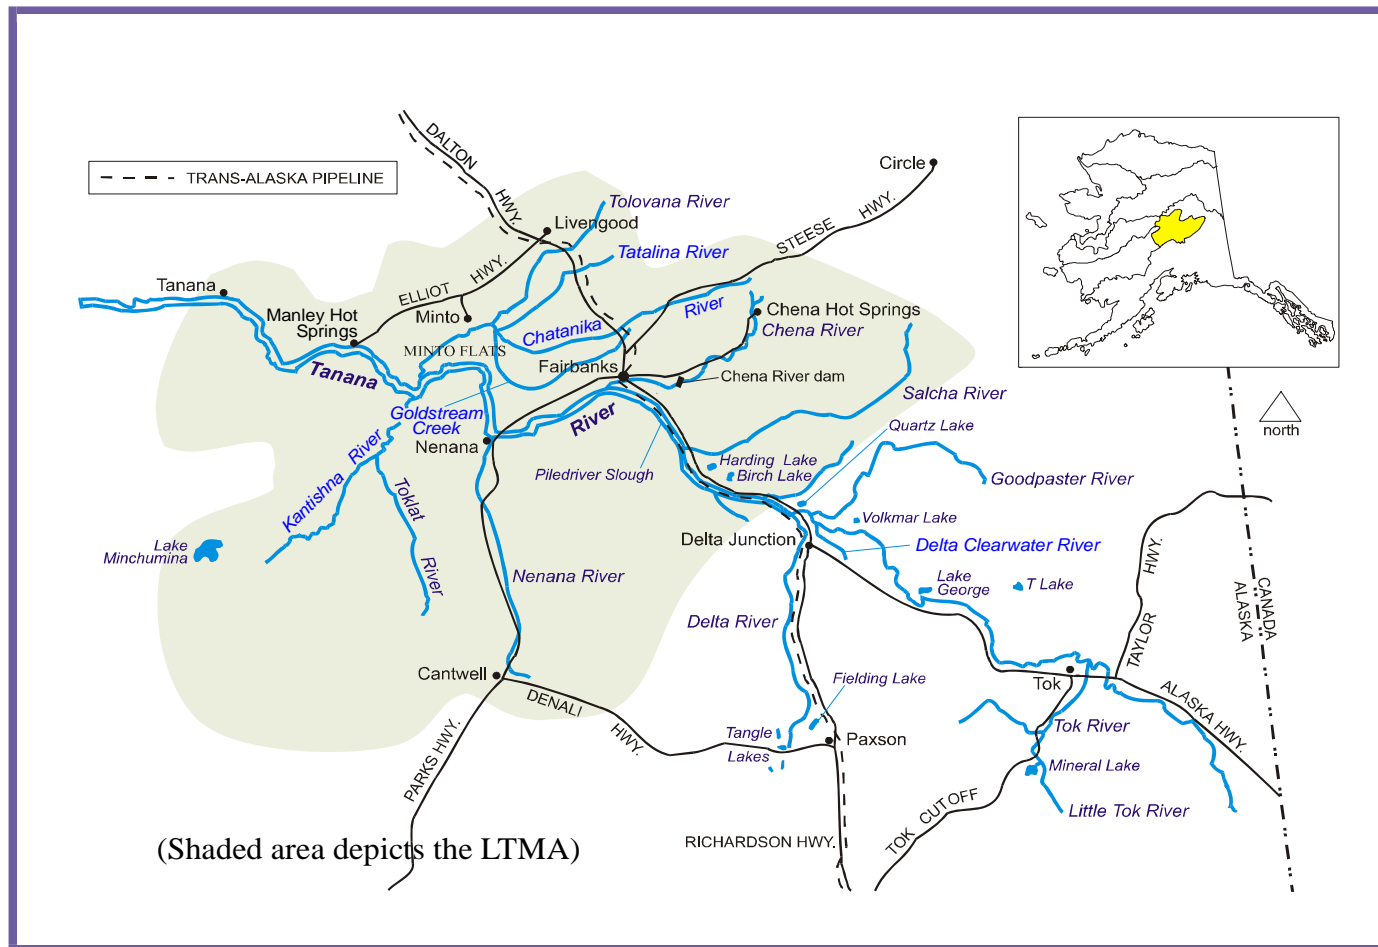 DALTON
HWY.
Circle
TRANS-ALASKA PIPELINE
Tolovana River
Livengood
STEESE
HWY.
Tatalina River
Tanana
ELLIOT
HWY.
Manley Hot
Springs
Minto
Chatanika
River
Chena Hot Springs
Chena River
MINTO FLATS
Tanana
Fairbanks
Chena River dam
Goldstream
Creek
River
Salcha River
Nenana
Quartz Lake
north
Kantishna
River
Piledriver Slough
Harding Lake
Birch Lake
Goodpaster River
Toklat
River
Volkmar Lake
Lake
Minchumina
Delta Junction
Delta Clearwater River
Nenana River
Lake
George
T Lake
HWY.
TAYLOR
CANADA
ALASKA
Delta River
Cantwell
Fielding Lake
Tok
DENALI
HWY.
ALASKA HWY.
Tangle
Lakes
Paxson
Tok River
PARKS HWY.
Mineral Lake
Little Tok River
TOK CUT OFF
RICHARDSON HWY.
(Shaded area depicts the LTMA)